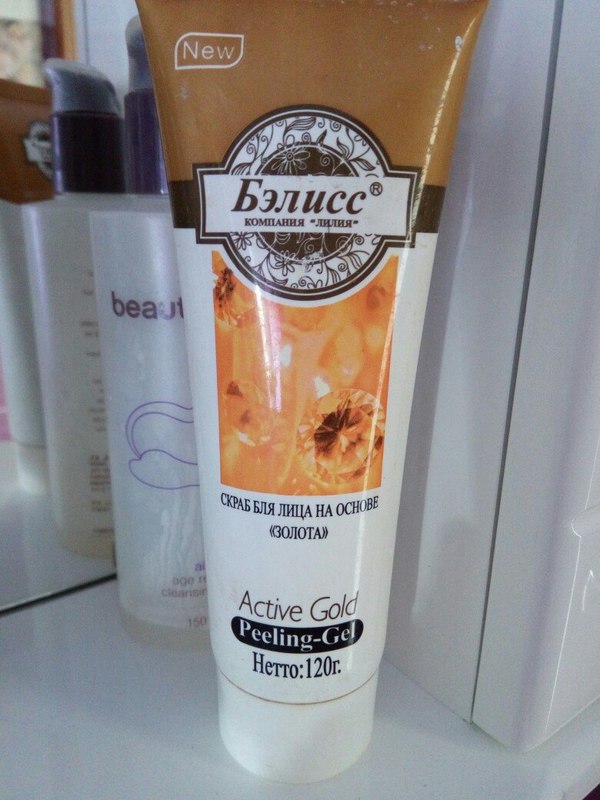 New
Бэлисс®
КОМПАНИЯ "ЛИЛИЯ"
СКРАБ БЛЯ ЛИЦА НА ОСНОВЕ
«ЗОЛОТА»
Active Gold
Peeling-Gel
Нетто:120г.
beaut
age re
cleansin
150